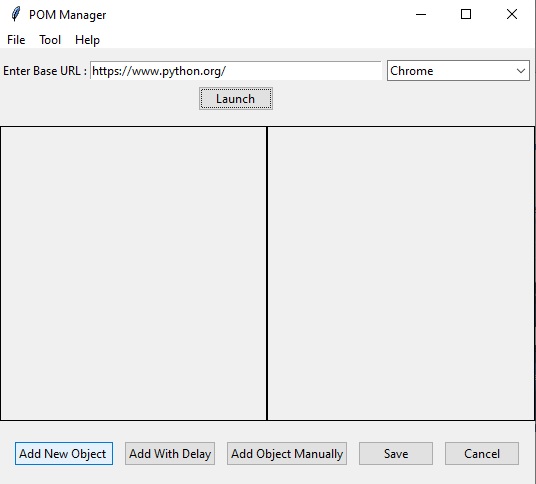 POM Manager
File Tool Help
Enter Base URL : https://www.python.org/ Chrome
Launch
Add New Object Add With Delay Add Object Manually Save Cancel